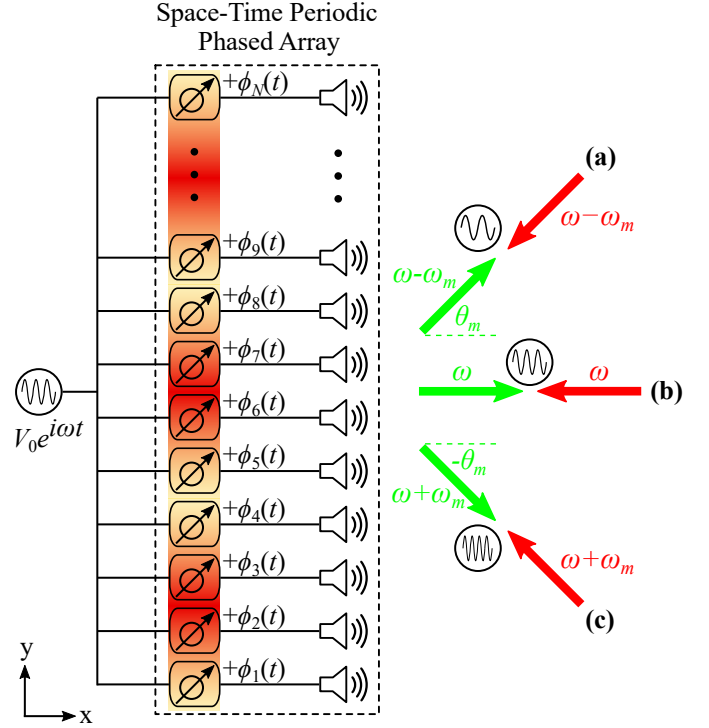 Space-Time Periodic
Phased Array
+ϕ_N(t)
(a)
ω−ω_m
+ϕ_9(t)
ω-ω_m
+ϕ_8(t)
θ_m
+ϕ_7(t)
ω
ω
(b)
+ϕ_6(t)
V_0e^{iωt}
-θ_m
+ϕ_5(t)
ω+ω_m
+ϕ_4(t)
ω+ω_m
+ϕ_3(t)
(c)
+ϕ_2(t)
y
+ϕ_1(t)
x